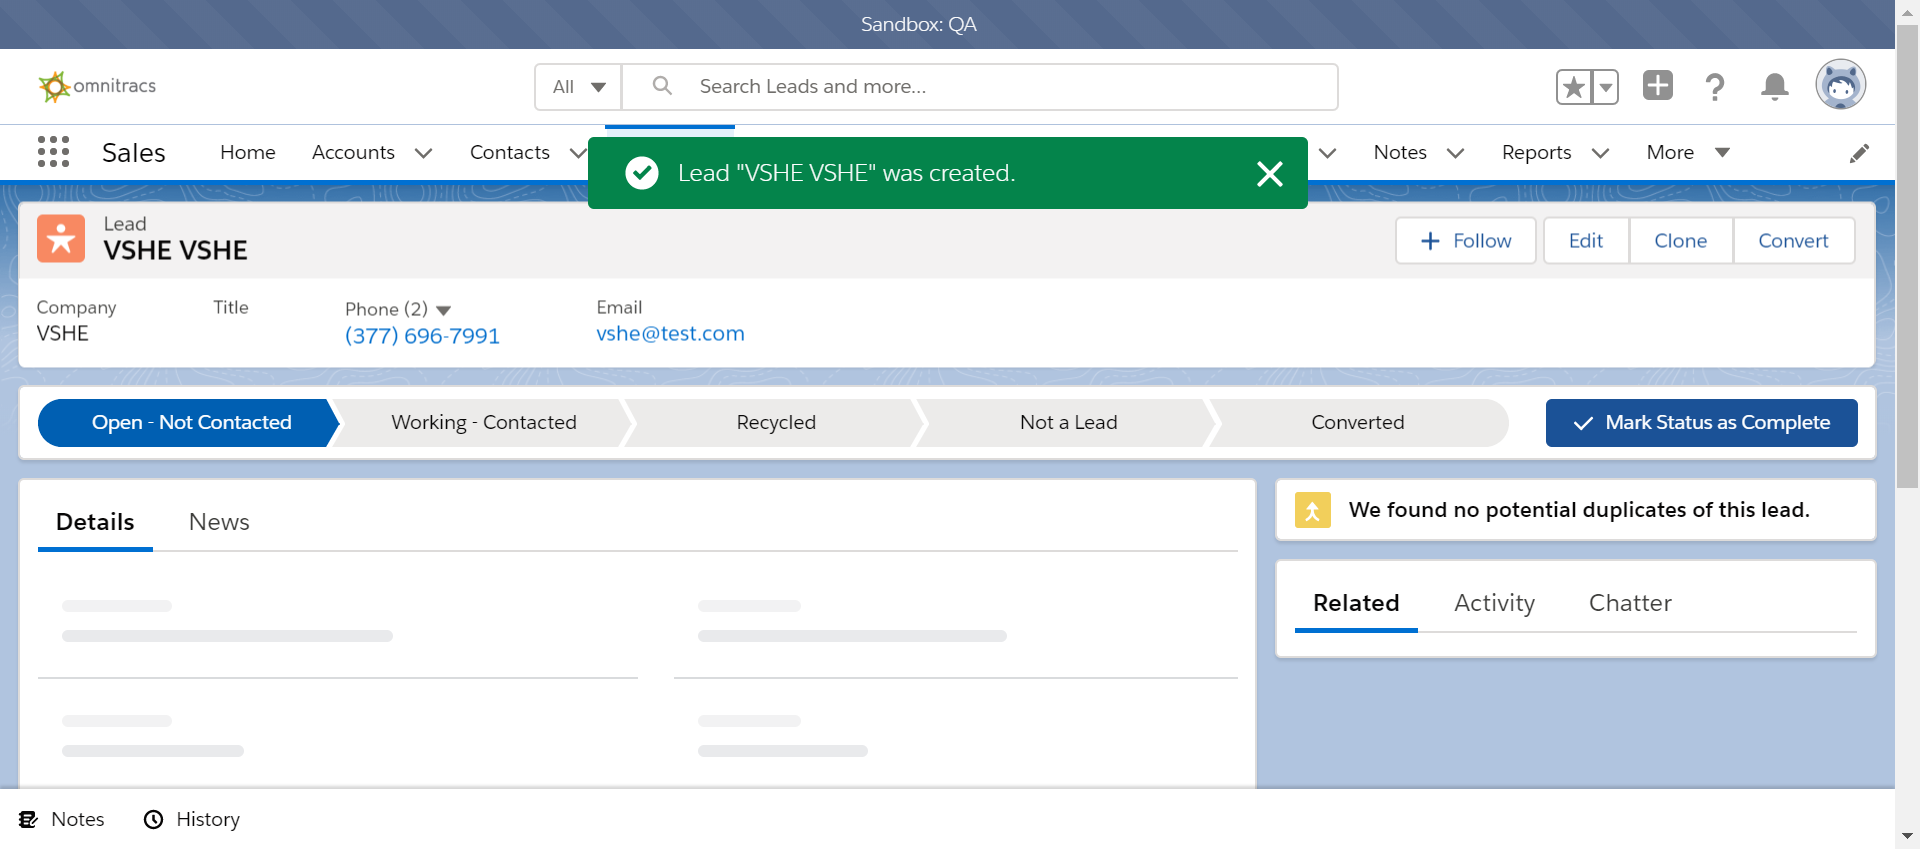 Sandbox: QA
omnitracs
All
Search Leads and more...
Sales
Home
Accounts
Contacts
Notes
Reports
More
Lead "VSHE VSHE" was created.
Lead
VSHE VSHE
Follow
Edit
Clone
Convert
Company
VSHE
Title
Phone (2)
(377) 696-7991
Email
vshe@test.com
Open - Not Contacted
Working - Contacted
Recycled
Not a Lead
Converted
Mark Status as Complete
Details
News
We found no potential duplicates of this lead.
Related
Activity
Chatter
Notes
History